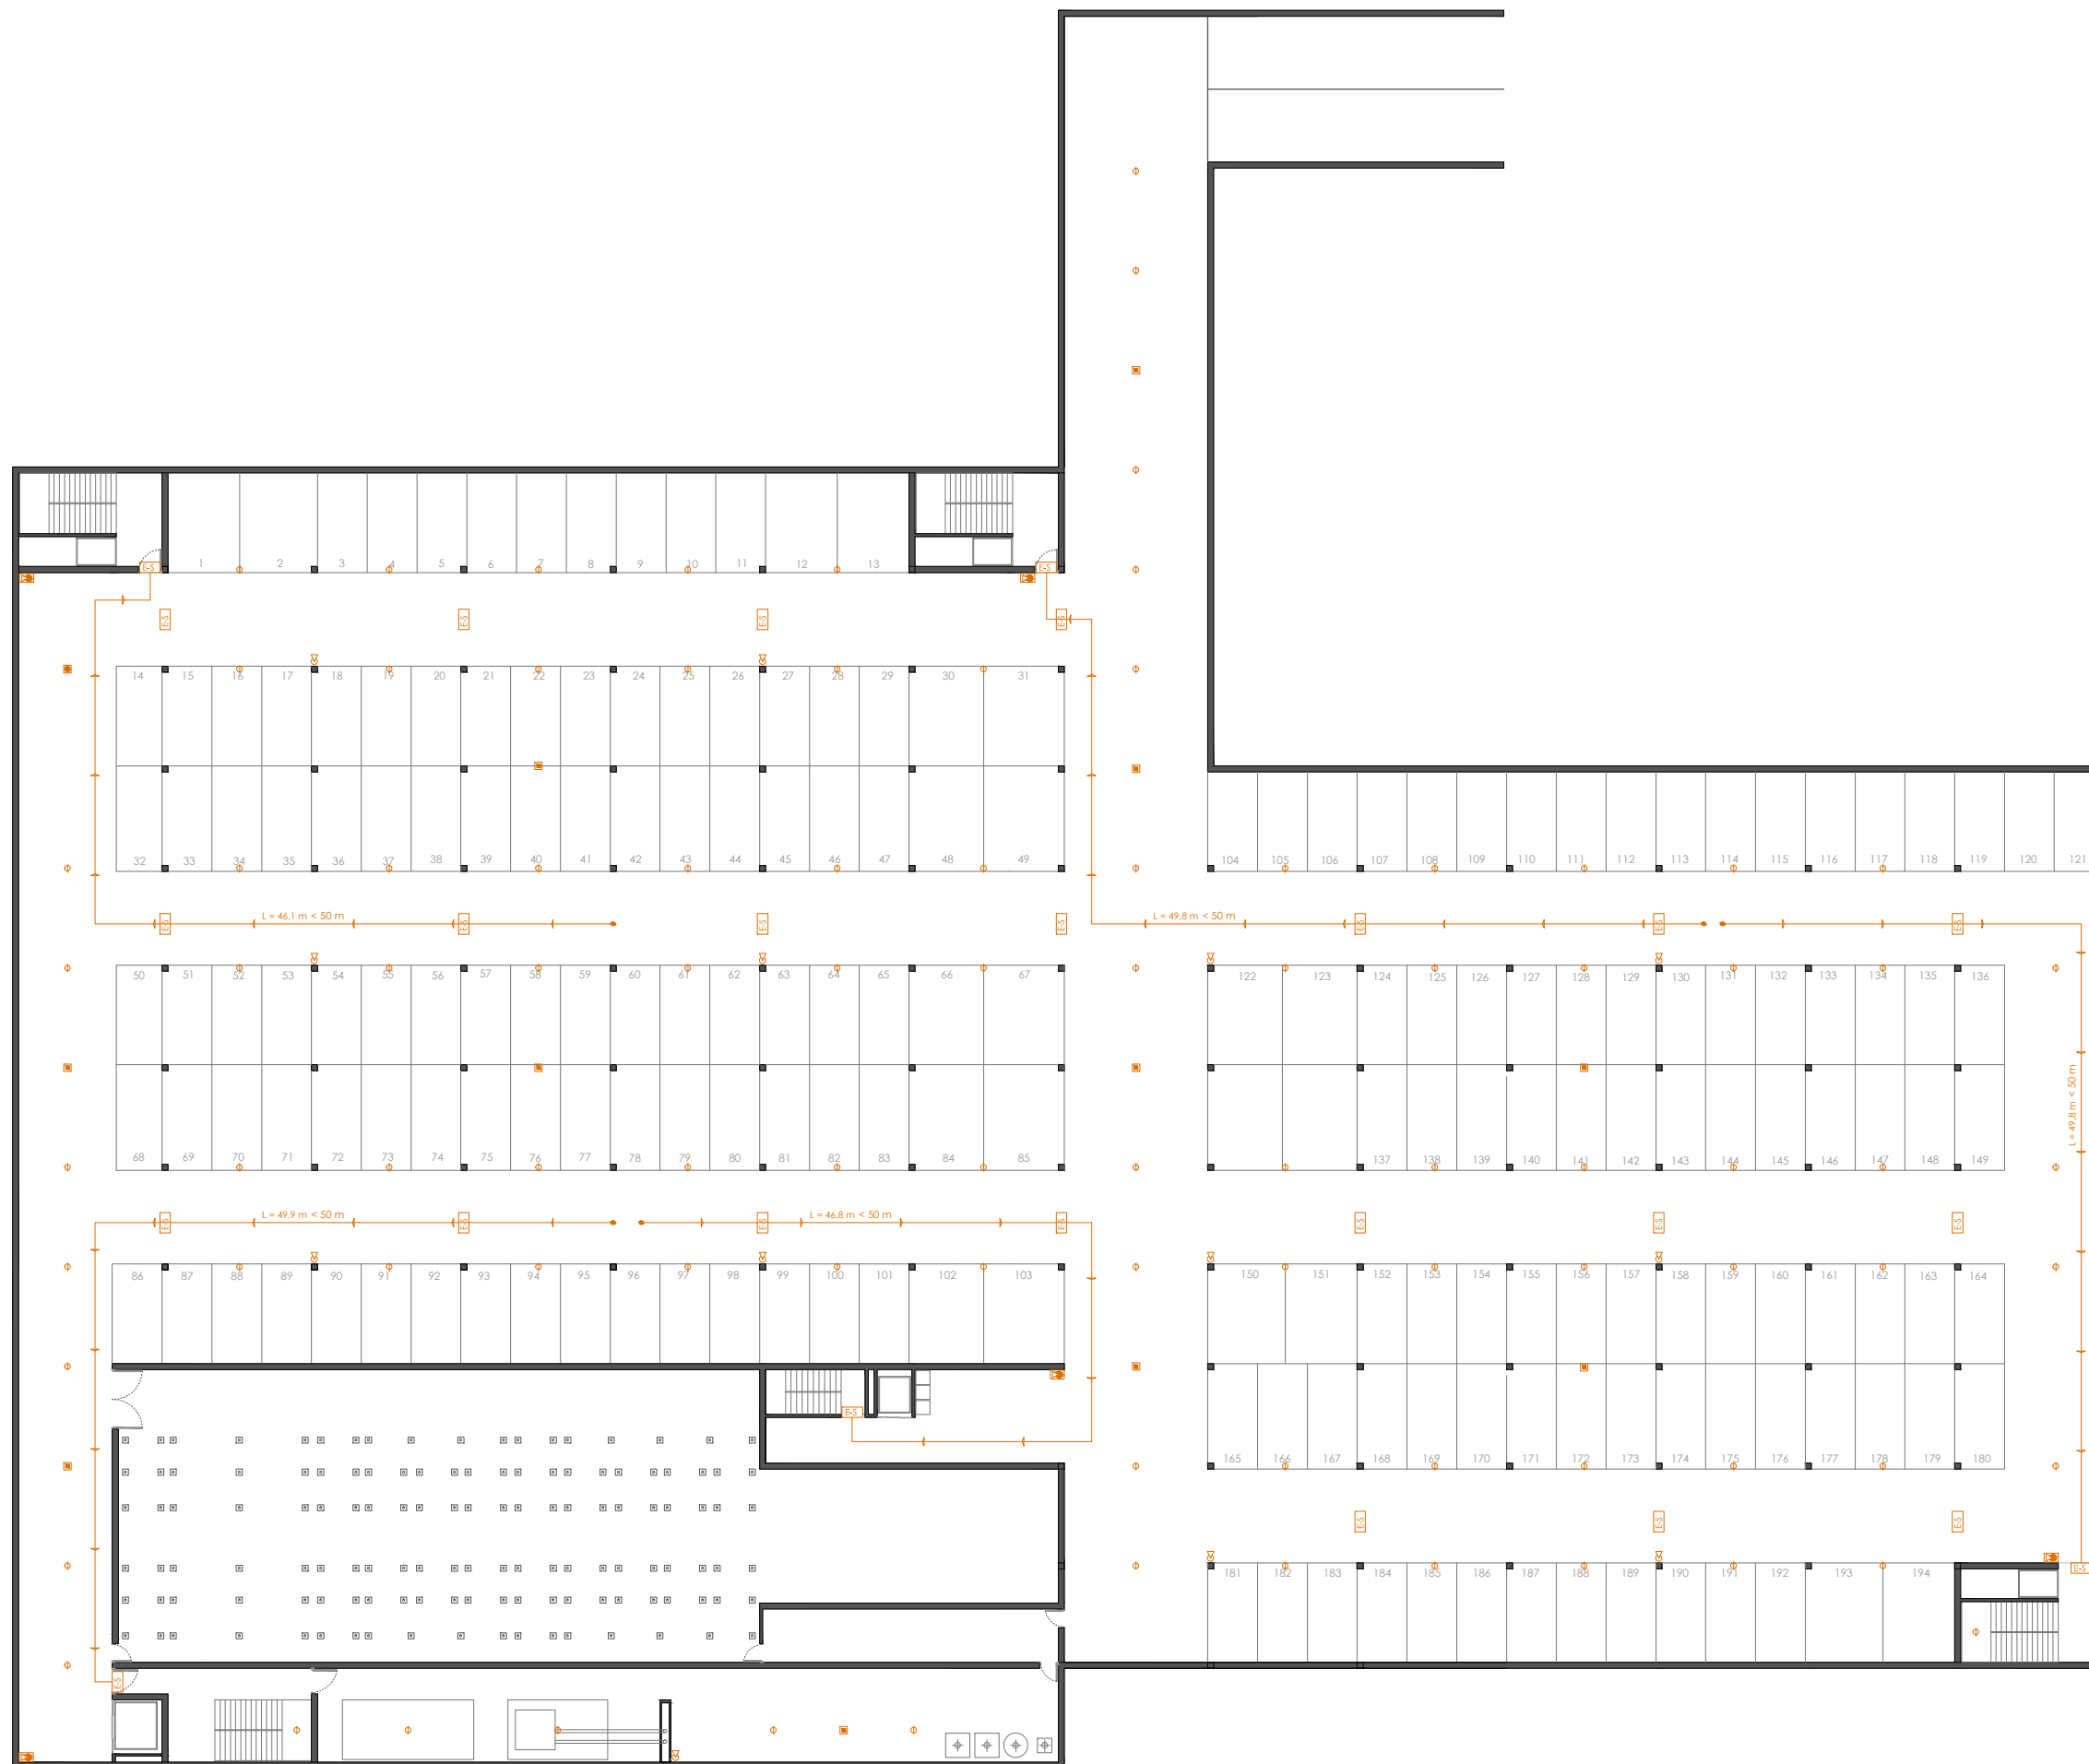 1 2 3 4 5 6 7 8 9 10 11 12 13
E-S E-S
E-S E-S E-S E-S
14 15 16 17 18 19 20 21 22 23 24 25 26 27 28 29 30 31
32 33 34 35 36 37 38 39 40 41 42 43 44 45 46 47 48 49
104 105 106 107 108 109 110 111 112 113 114 115 116 117 118 119 120 121
L = 46,1 m < 50 m
L = 49,8 m < 50 m
E-S E-S E-S E-S E-S E-S E-S
50 51 52 53 54 55 56 57 58 59 60 61 62 63 64 65 66 67
122 123 124 125 126 127 128 129 130 131 132 133 134 135 136
L = 49,8 m < 50 m
68 69 70 71 72 73 74 75 76 77 78 79 80 81 82 83 84 85
137 138 139 140 141 142 143 144 145 146 147 148 149
L = 49,9 m < 50 m
L = 46,8 m < 50 m
E-S E-S E-S E-S E-S E-S E-S
86 87 88 89 90 91 92 93 94 95 96 97 98 99 100 101 102 103
150 151 152 153 154 155 156 157 158 159 160 161 162 163 164
E-S
165 166 167 168 169 170 171 172 173 174 175 176 177 178 179 180
E-S E-S E-S
181 182 183 184 185 186 187 188 189 190 191 192 193 194
E-S
E-S